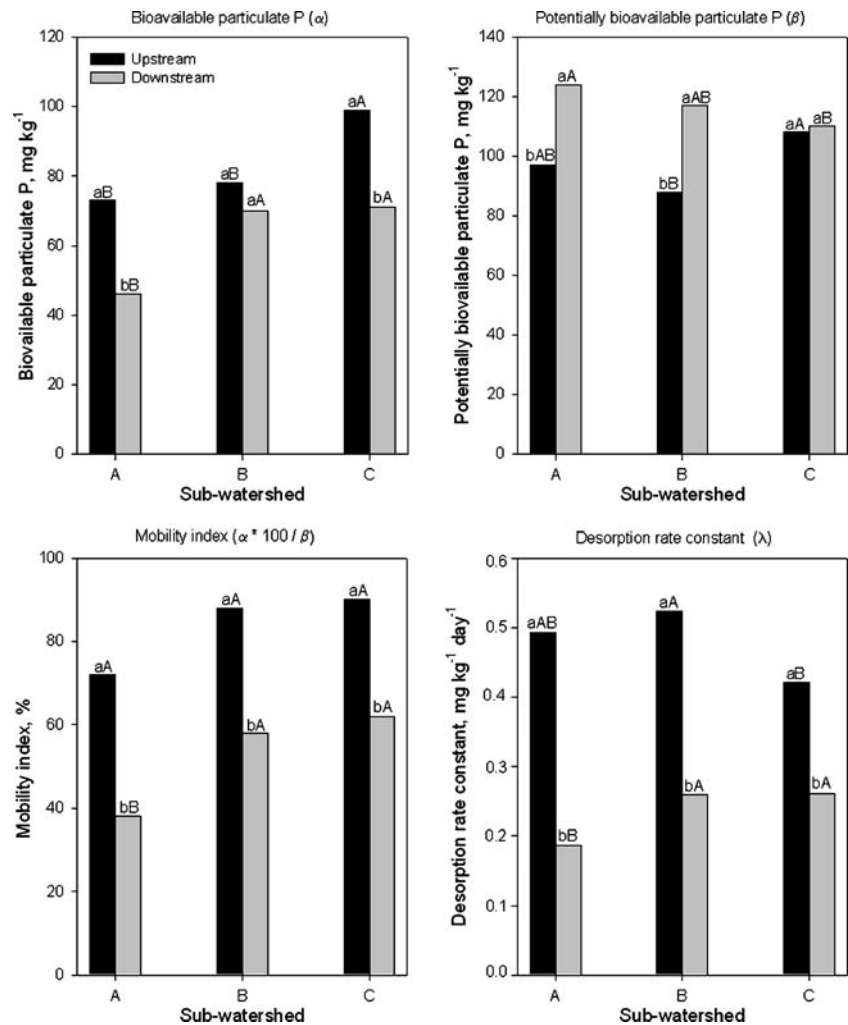 Bioavailable particulate P (α)
120
100
80
60
40
20
0
Biovailable particulate P, mg kg⁻¹
Upstream
Downstream
aB
bB
aB
aA
aA
bA
A
B
C
Sub-watershed
Potentially bioavailable particulate P (β)
140
120
100
80
60
40
20
0
Potentially biovailable particulate P, mg kg⁻¹
bAB
aA
bB
aAB
aA
aB
A
B
C
Sub-watershed
Mobility index (α * 100 / β)
100
80
60
40
20
0
Mobility index, %
aA
bB
aA
bA
aA
bA
A
B
C
Sub-watershed
Desorption rate constant (λ)
0.6
0.5
0.4
0.3
0.2
0.1
0.0
Desorption rate constant, mg kg⁻¹ day⁻¹
aAB
bB
aA
bA
aB
bA
A
B
C
Sub-watershed